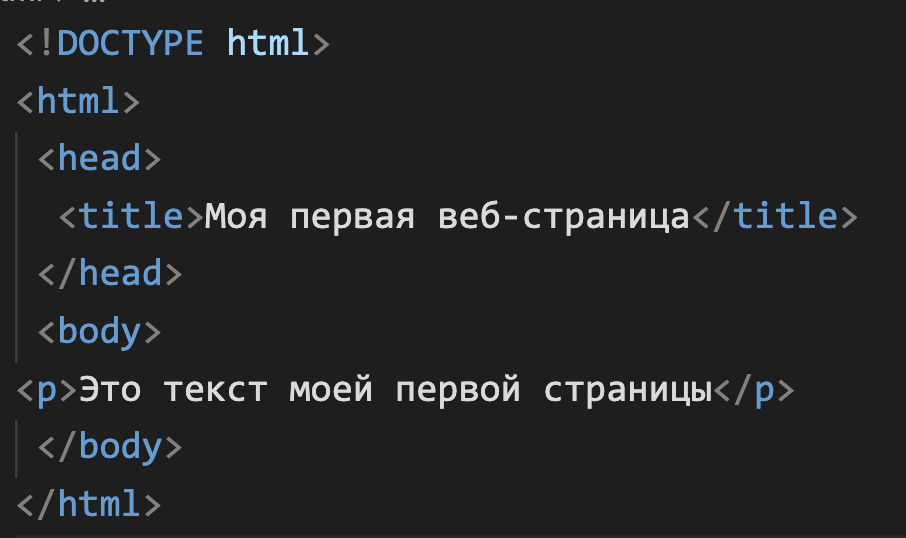 <!DOCTYPE html>
<html>
<head>
<title>Моя первая веб-страница</title>
</head>
<body>
<p>Это текст моей первой страницы</p>
</body>
</html>